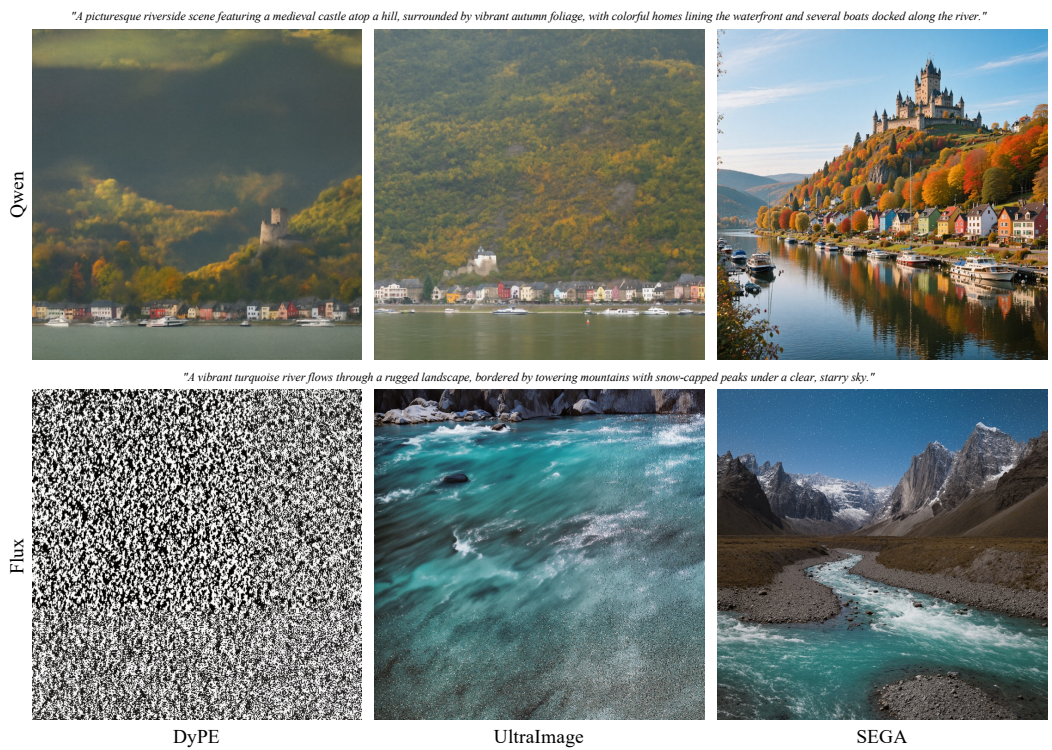 "A picturesque riverside scene featuring a medieval castle atop a hill, surrounded by vibrant autumn foliage, with colorful homes lining the waterfront and several boats docked along the river."
Qwen
"A vibrant turquoise river flows through a rugged landscape, bordered by towering mountains with snow-capped peaks under a clear, starry sky."
Flux
DyPE
UltraImage
SEGA